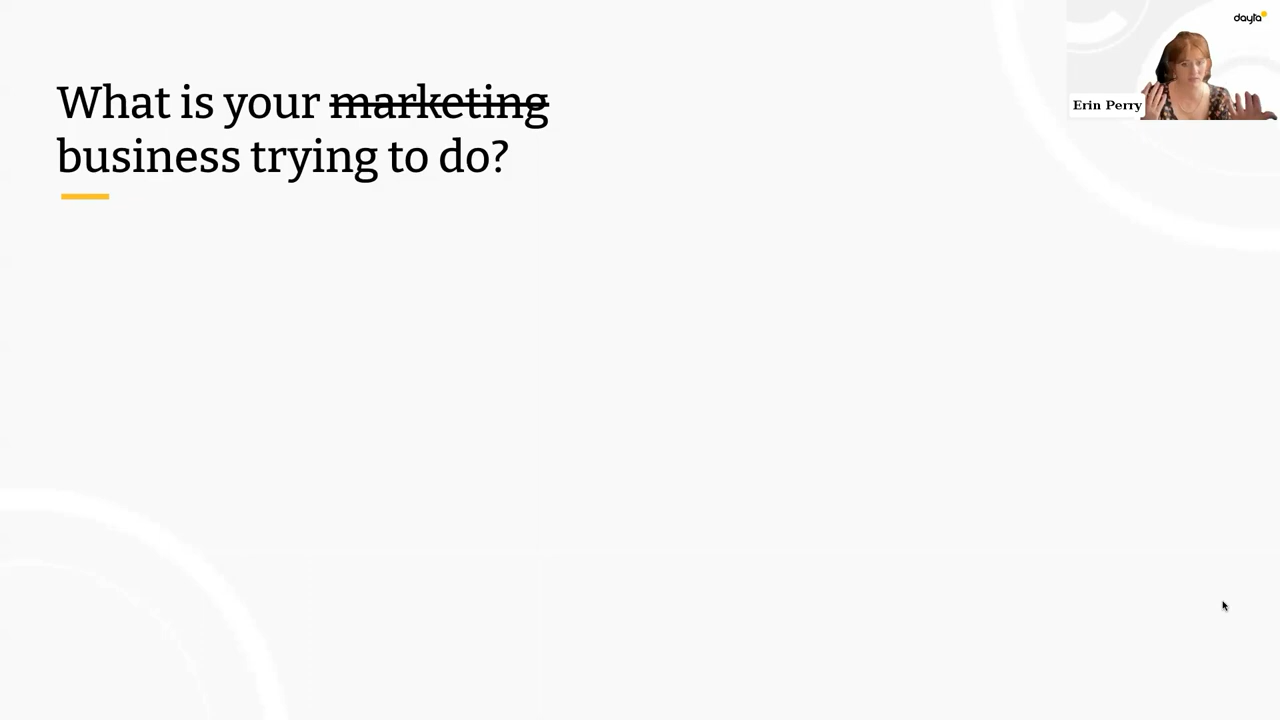 What is your marketing
business trying to do?
dayta
Erin Perry